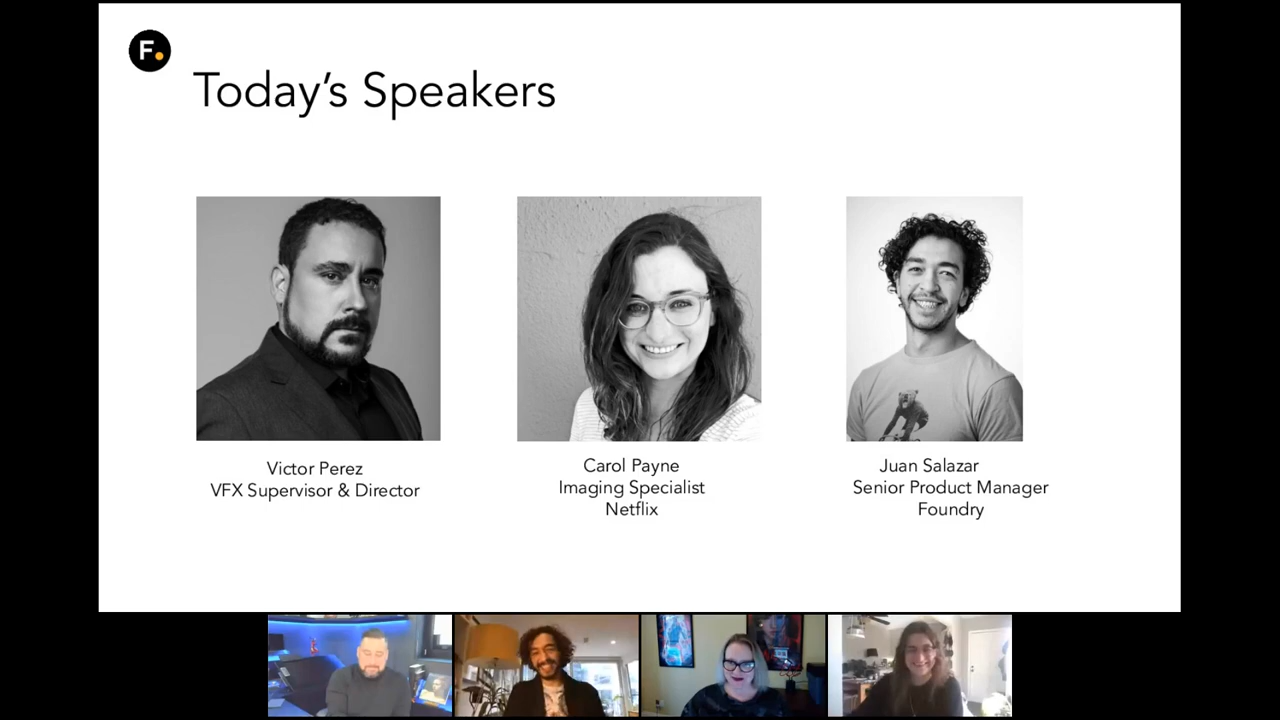 F.
Today's Speakers
Victor Perez
VFX Supervisor & Director
Carol Payne
Imaging Specialist
Netflix
Juan Salazar
Senior Product Manager
Foundry